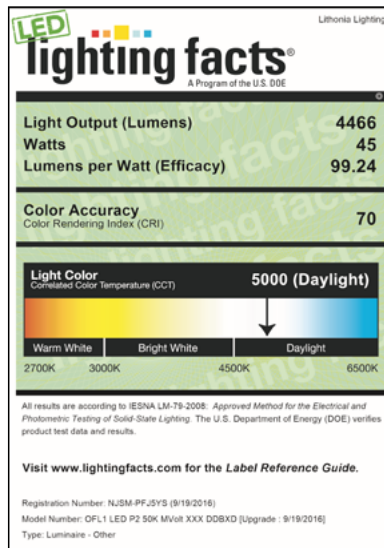 LED
Lithonia Lighting
lighting facts®
A Program of the U.S. DOE
Light Output (Lumens) 4466
Watts 45
Lumens per Watt (Efficacy) 99.24
Color Accuracy
Color Rendering Index (CRI) 70
Light Color
Correlated Color Temperature (CCT) 5000 (Daylight)
Warm White Bright White Daylight
2700K 3000K 4500K 6500K
All results are according to IESNA LM-79-2008: Approved Method for the Electrical and
Photometric Testing of Solid-State Lighting. The U.S. Department of Energy (DOE) verifies
product test data and results.
Visit www.lightingfacts.com for the Label Reference Guide.
Registration Number: NJSM-PFJ5YS (9/19/2016)
Model Number: OFL1 LED P2 50K MVolt XXX DDBXD [Upgrade : 9/19/2016]
Type: Luminaire - Other